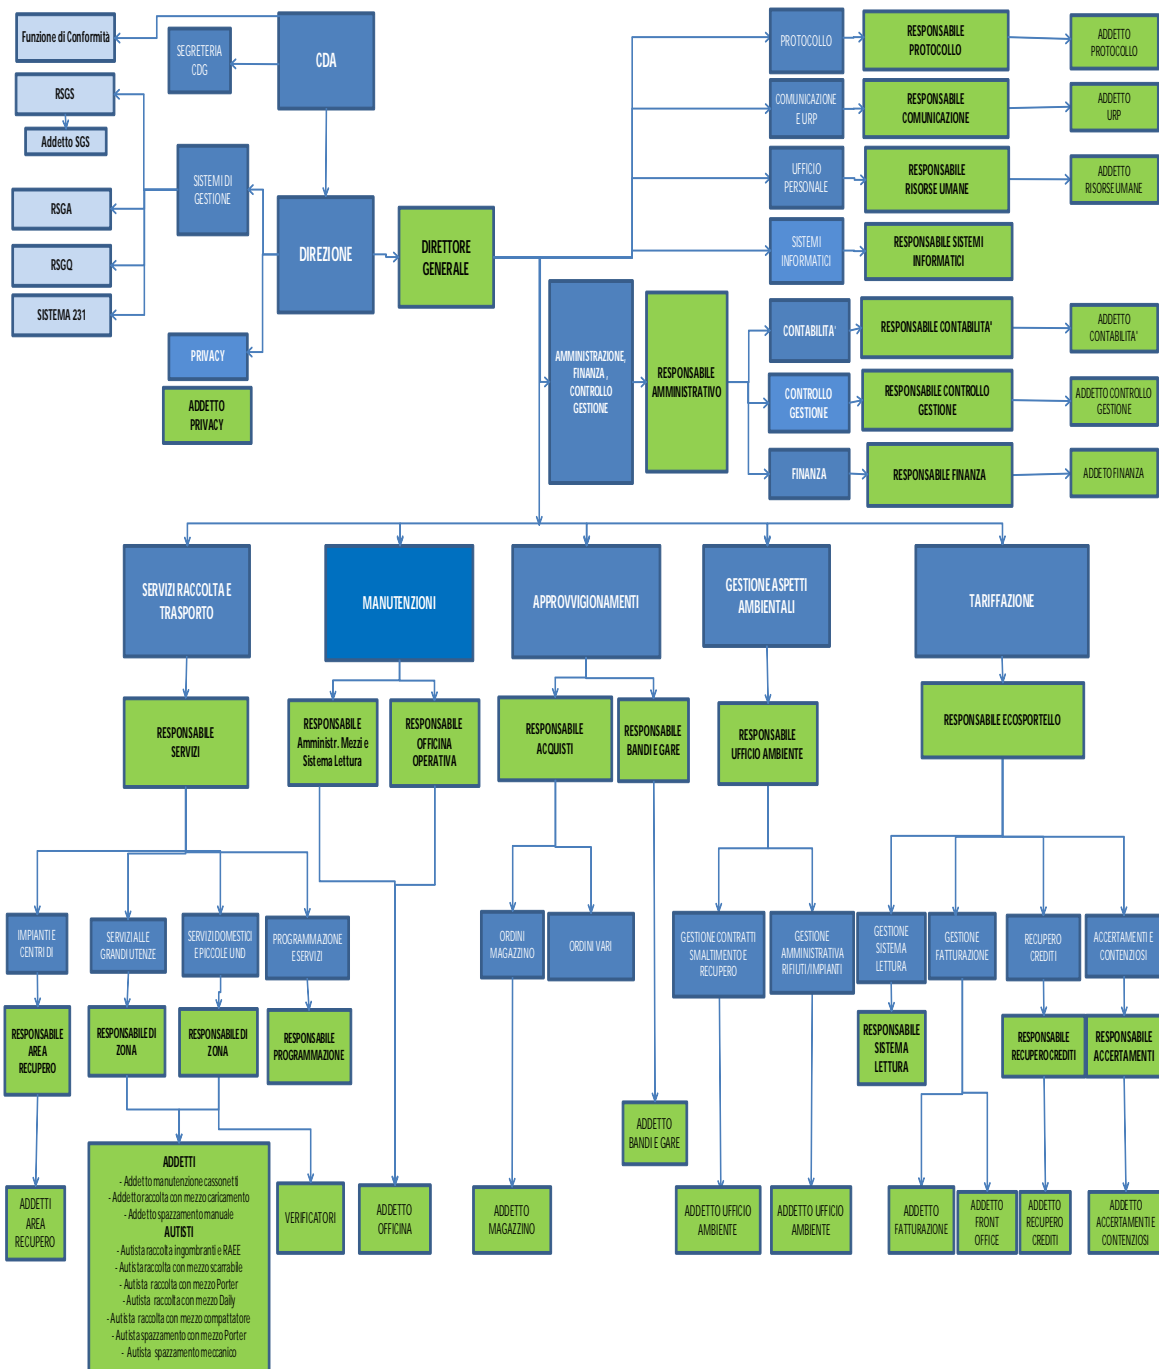 Funzione di Conformità
SEGRETERIA
CDG
CDA
RSGS
Addetto SGS
SISTEMI DI
GESTIONE
RSGA
RSGQ
SISTEMA 231
DIREZIONE
DIRETTORE
GENERALE
PRIVACY
ADDETTO
PRIVACY
PROTOCOLLO
RESPONSABILE
PROTOCOLLO
ADDETTO
PROTOCOLLO
COMUNICAZIONE
E URP
RESPONSABILE
COMUNICAZIONE
ADDETTO
URP
UFFICIO
PERSONALE
RESPONSABILE
RISORSE UMANE
ADDETTO
RISORSE UMANE
SISTEMI
INFORMATICI
RESPONSABILE SISTEMI
INFORMATICI
AMMINISTRAZIONE,
FINANZA ,
CONTROLLO
GESTIONE
RESPONSABILE
AMMINISTRATIVO
CONTABILITA'
RESPONSABILE CONTABILITA'
ADDETTO
CONTABILITA'
CONTROLLO
GESTIONE
RESPONSABILE CONTROLLO
GESTIONE
ADDETTO CONTROLLO
GESTIONE
FINANZA
RESPONSABILE FINANZA
ADDETO FINANZA
SERVIZI RACCOLTA E
TRASPORTO
MANUTENZIONI
APPROVVIGIONAMENTI
GESTIONE ASPETTI
AMBIENTALI
TARIFFAZIONE
RESPONSABILE
SERVIZI
RESPONSABILE
Amministr. Mezzi e
Sistema Lettura
RESPONSABILE
OFFICINA
OPERATIVA
RESPONSABILE
ACQUISTI
RESPONSABILE
BANDI E GARE
RESPONSABILE
UFFICIO AMBIENTE
RESPONSABILE ECOSPORTELLO
IMPIANTI E
CENTRI DI
SERVIZI ALLE
GRANDI UTENZE
SERVIZI DOMESTICI
E PICCOLE UND
PROGRAMMAZIONE
E SERVIZI
ORDINI
MAGAZZINO
ORDINI VARI
GESTIONE CONTRATTI
SMALTIMENTO E
RECUPERO
GESTIONE
AMMINISTRATIVA
RIFIUTI/IMPIANTI
GESTIONE
SISTEMA
LETTURA
GESTIONE
FATTURAZIONE
RECUPERO
CREDITI
ACCERTAMENTI E
CONTENZIOSI
RESPONSABILE
AREA
RECUPERO
RESPONSABILE DI
ZONA
RESPONSABILE DI
ZONA
RESPONSABILE
PROGRAMMAZIONE
RESPONSABILE
SISTEMA
LETTURA
RESPONSABILE
RECUPERO CREDITI
RESPONSABILE
ACCERTAMENTI
ADDETTO
BANDI E GARE
ADDETTI
AREA
RECUPERO
ADDETTI
- Addetto manutenzione cassonetti
- Addetto raccolta con mezzo caricamento
- Addetto spazzamento manuale
AUTISTI
- Autista raccolta ingombranti e RAEE
- Autista raccolta con mezzo scarrabile
- Autista raccolta con mezzo Porter
- Autista raccolta con mezzo Daily
- Autista raccolta con mezzo compattatore
- Autista spazzamento con mezzo Porter
- Autista spazzamento meccanico
VERIFICATORI
ADDETTO
OFFICINA
ADDETTO
MAGAZZINO
ADDETTO UFFICIO
AMBIENTE
ADDETTO UFFICIO
AMBIENTE
ADDETTO
FATTURAZIONE
ADDETTO
FRONT
OFFICE
ADDETTO
RECUPERO
CREDITI
ADDETTO
ACCERTAMENTI E
CONTENZIOSI